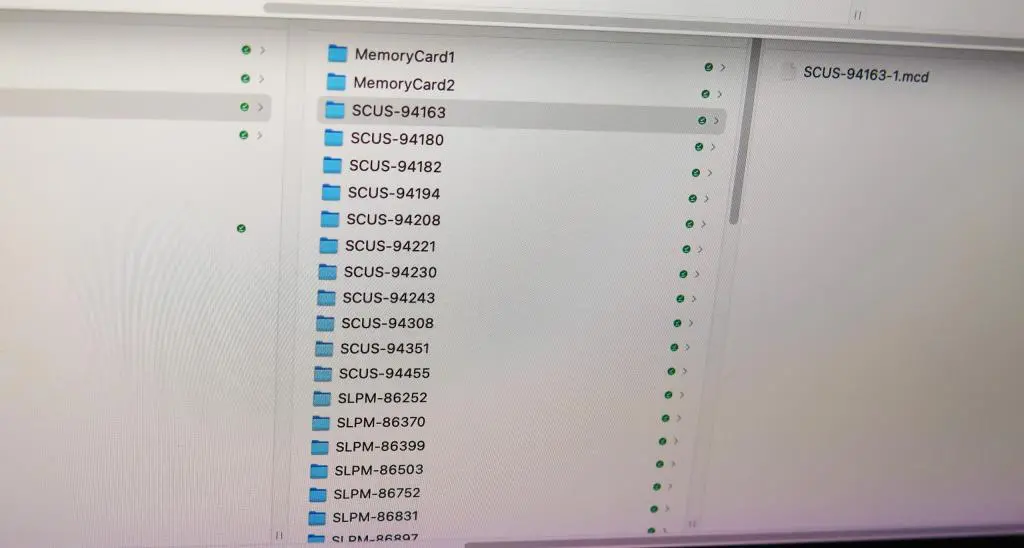 MemoryCard1
MemoryCard2
SCUS-94163
SCUS-94180
SCUS-94182
SCUS-94194
SCUS-94208
SCUS-94221
SCUS-94230
SCUS-94243
SCUS-94308
SCUS-94351
SCUS-94455
SLPM-86252
SLPM-86370
SLPM-86399
SLPM-86503
SLPM-86752
SLPM-86831
SLPM-86897
SCUS-94163-1.mcd